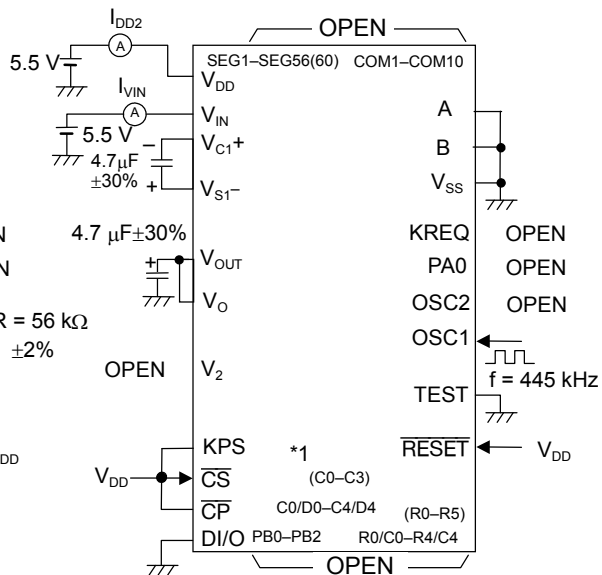 OPEN
I_DD2
A
5.5 V
SEG1–SEG56(60) COM1–COM10
V_DD
I_VIN
A
V_IN
A
5.5 V
–
V_C1+
4.7µF
±30%
B
+
V_S1–
V_SS
N
4.7 µF±30%
KREQ OPEN
N
+
V_OUT
PA0 OPEN
V_O
OSC2 OPEN
R = 56 kΩ
±2%
OSC1
OPEN
V_2
f = 445 kHz
TEST
KPS
*1
RESET
V_DD
DD
V_DD
CS
(C0–C3)
CP
C0/D0–C4/D4
(R0–R5)
DI/O
PB0–PB2
R0/C0–R4/C4
OPEN